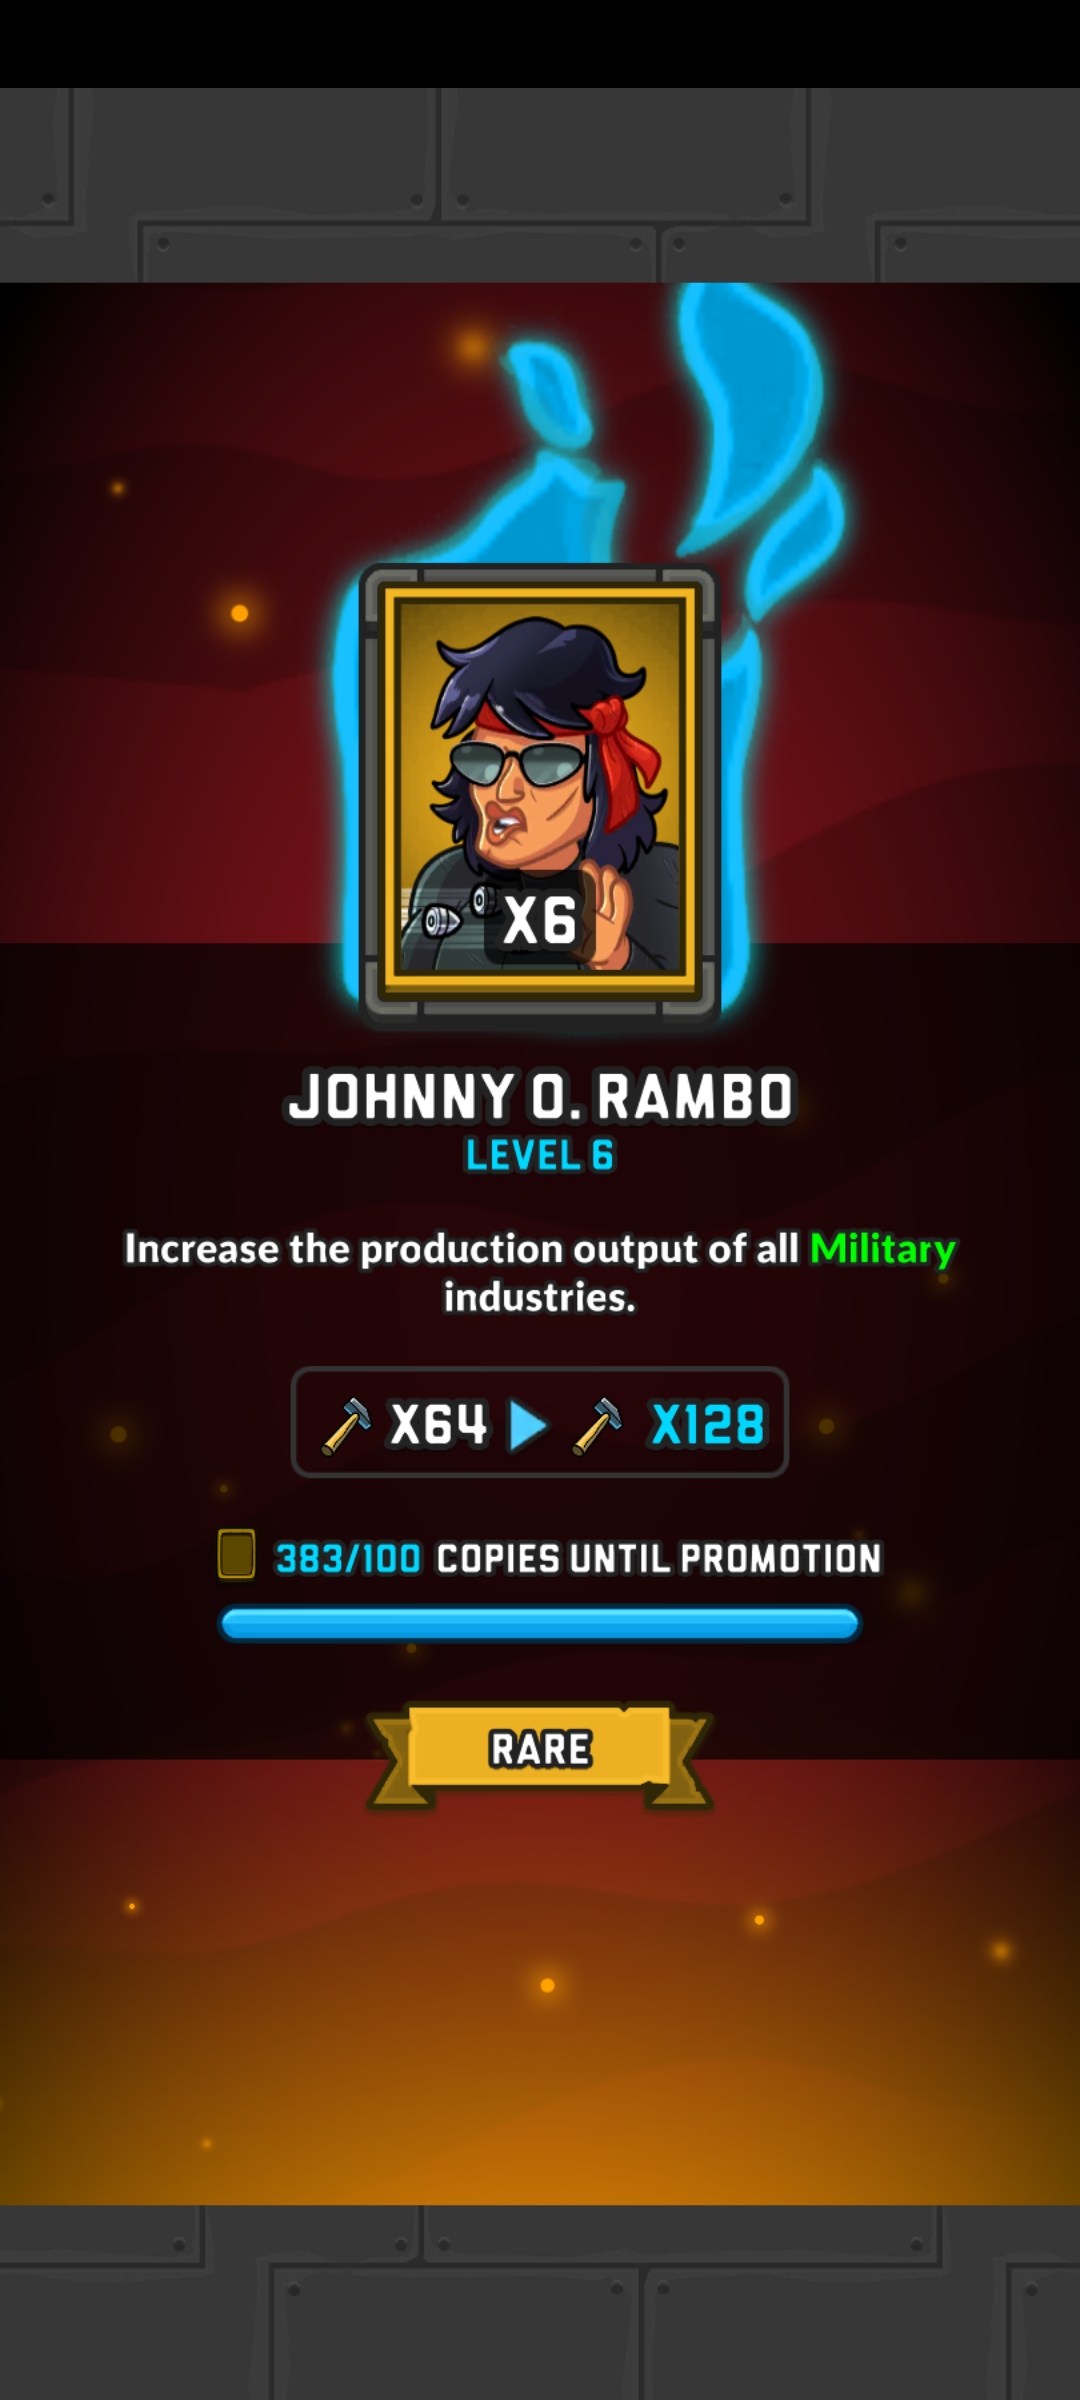 X6
JOHNNY O. RAMBO
LEVEL 6
Increase the production output of all Military
industries.
X64 X128
383/100 COPIES UNTIL PROMOTION
RARE